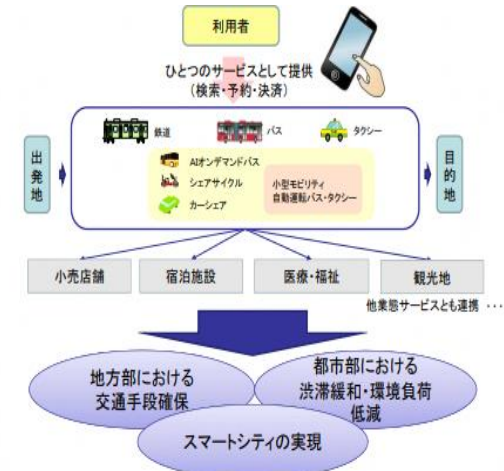 利用者
ひとつのサービスとして提供
(検索・予約・決済)
出発地
鉄道
バス
タクシー
AIオンデマンドバス
シェアサイクル
カーシェア
小型モビリティ
自動運転バス・タクシー
目的地
小売店舗
宿泊施設
医療・福祉
観光地
他業態サービスとも連携 ・・・
地方部における
交通手段確保
都市部における
渋滞緩和・環境負荷
低減
スマートシティの実現